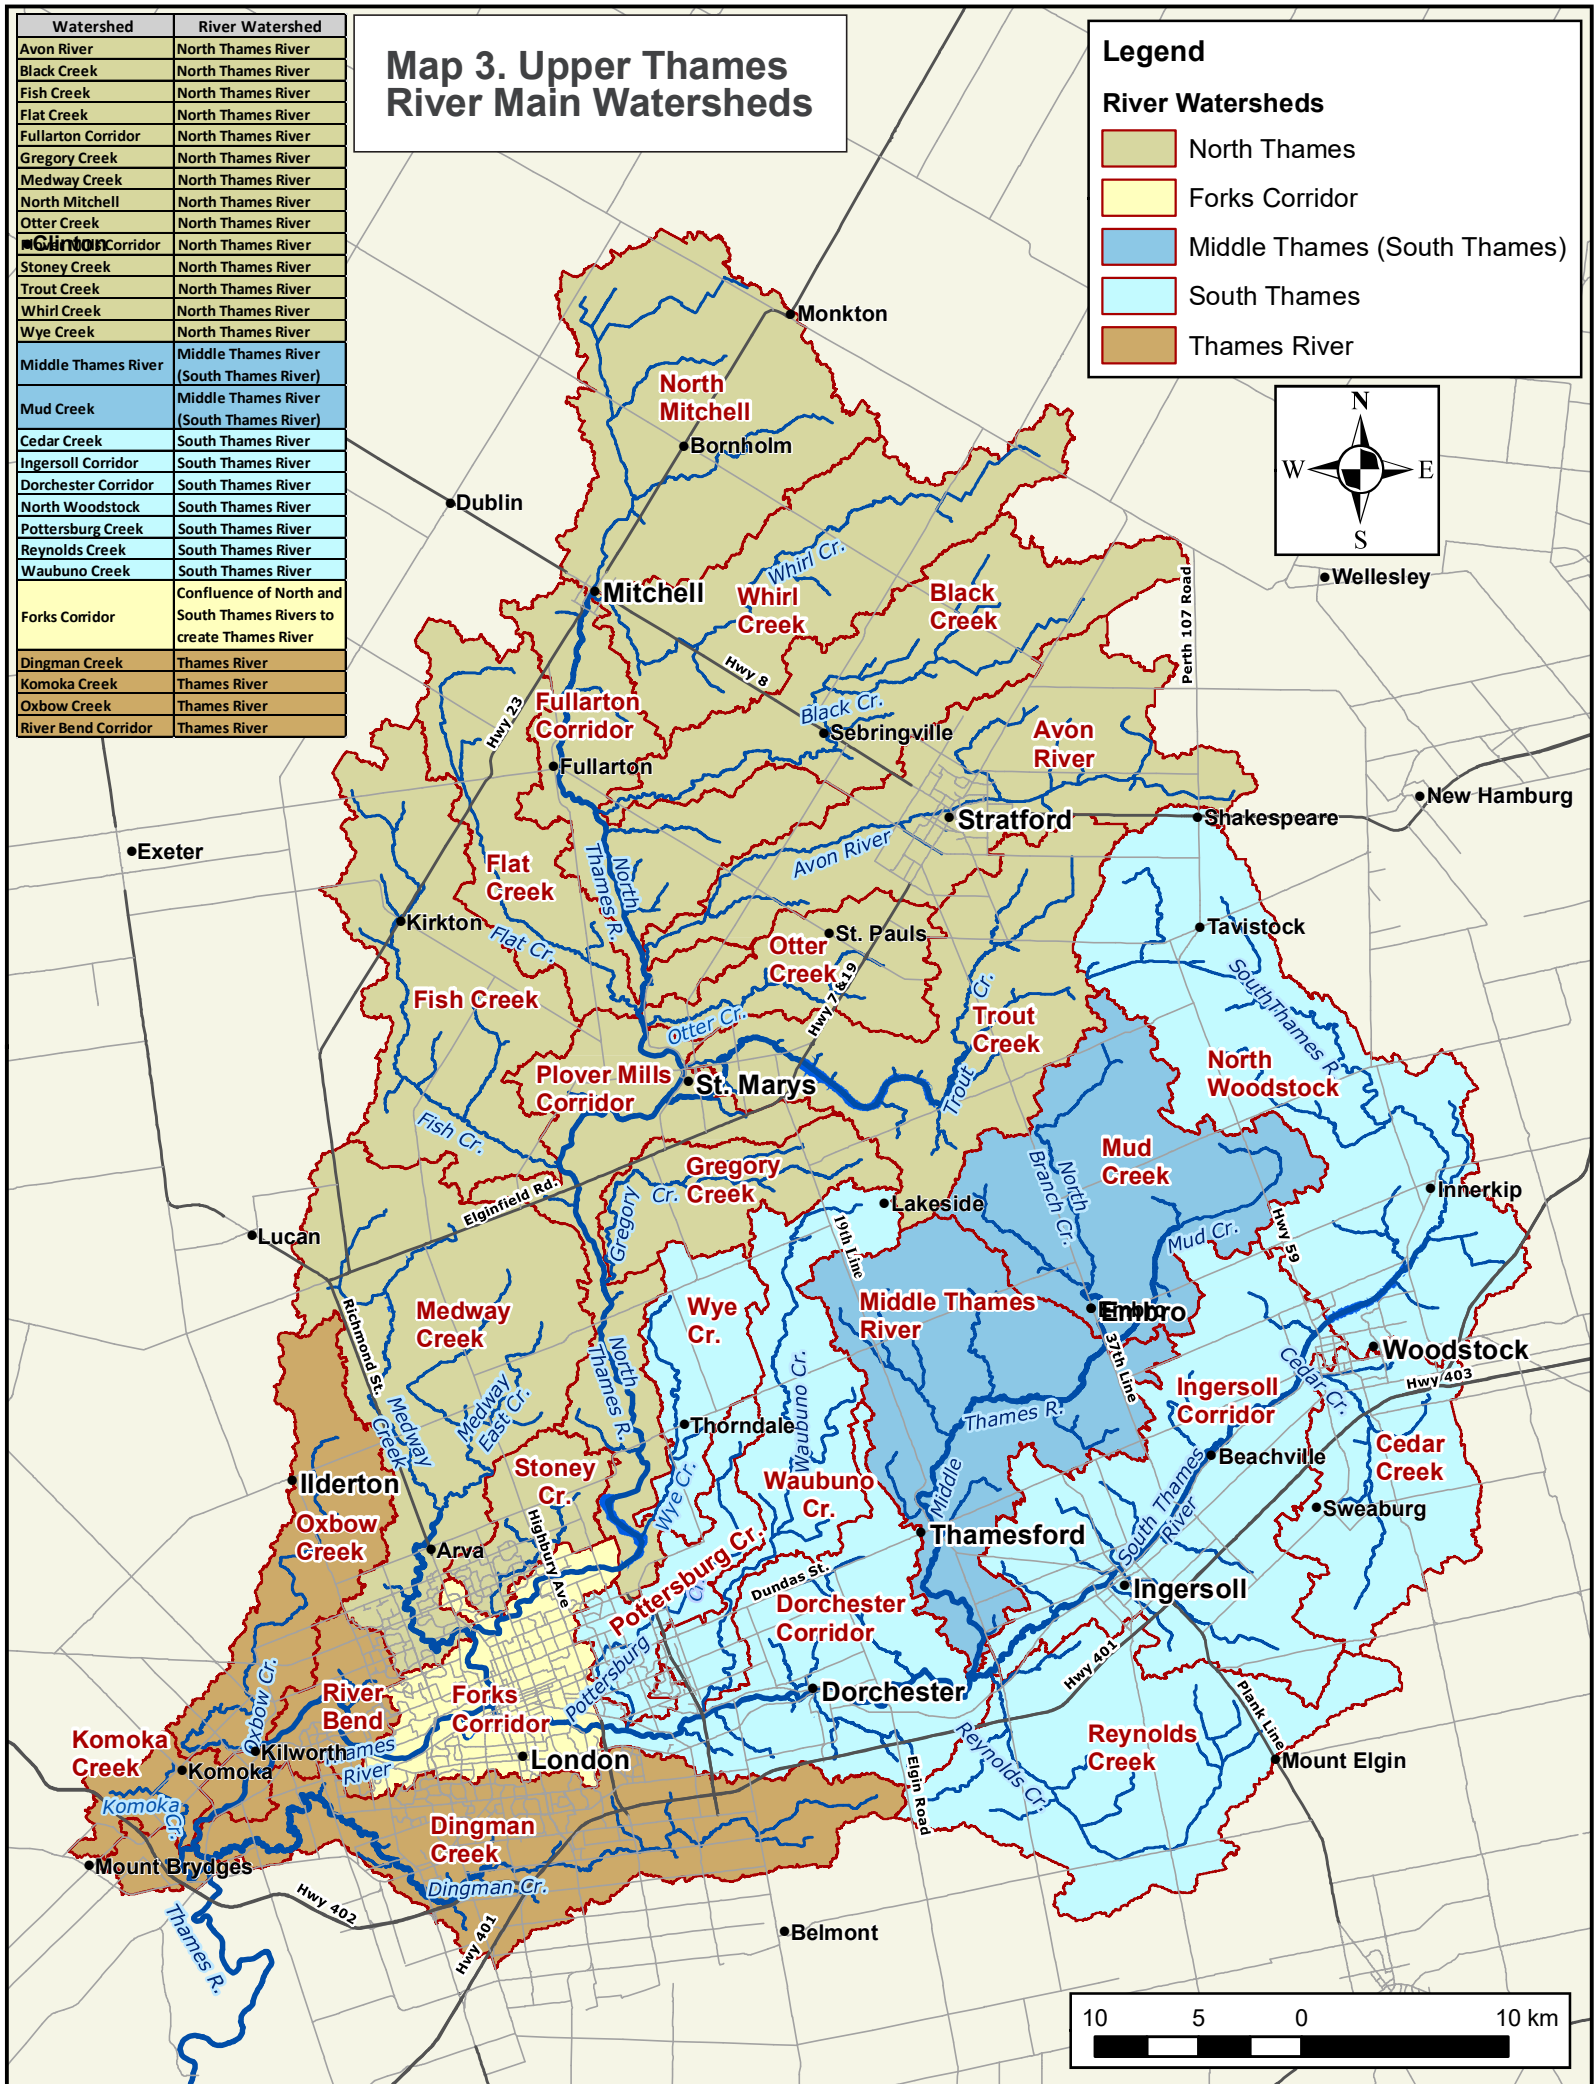 Watershed River Watershed
Avon River North Thames River
Black Creek North Thames River
Fish Creek North Thames River
Flat Creek North Thames River
Fullarton Corridor North Thames River
Gregory Creek North Thames River
Medway Creek North Thames River
North Mitchell North Thames River
Otter Creek North Thames River
Clinton
Corridor North Thames River
Stoney Creek North Thames River
Trout Creek North Thames River
Whirl Creek North Thames River
Wye Creek North Thames River
Middle Thames River Middle Thames River
(South Thames River)
Mud Creek Middle Thames River
(South Thames River)
Cedar Creek South Thames River
Ingersoll Corridor South Thames River
Dorchester Corridor South Thames River
North Woodstock South Thames River
Pottersburg Creek South Thames River
Reynolds Creek South Thames River
Waubuno Creek South Thames River
Forks Corridor Confluence of North and
South Thames Rivers to
create Thames River
Dingman Creek Thames River
Komoka Creek Thames River
Oxbow Creek Thames River
River Bend Corridor Thames River
Map 3. Upper Thames
River Main Watersheds
Legend
River Watersheds
North Thames
Forks Corridor
Middle Thames (South Thames)
South Thames
Thames River
N
W E
S
Monkton
North
Mitchell
Bornholm
Dublin
Whirl Cr.
Wellesley
Mitchell
Whirl
Creek
Black
Creek
Perth 107 Road
Hwy 8
Hwy 23
Fullarton
Corridor
Black Cr.
Sebringville
Avon
River
Fullarton
New Hamburg
Stratford
Shakespeare
Exeter
Avon River
Flat
Creek
North
Thames R.
Kirkton
Flat Cr.
St. Pauls
Otter
Creek
Tavistock
South Thames R.
Hwy 7 &19
Fish Creek
Otter Cr.
Trout
Creek
Trout Cr.
North
Woodstock
Plover Mills
Corridor
St. Marys
Fish Cr.
Mud
Creek
North
Branch Cr.
Gregory
Creek
Gregory Cr.
Elginfield Rd.
Lakeside
Innerkip
Lucan
19th Line
Mud Cr.
Hwy 59
Medway
Creek
Wye
Cr.
Middle Thames
River
Embro
Embro
37th Line
Richmond St.
North
Thames R.
Waubuno Cr.
Cedar Cr.
Woodstock
Hwy 403
Ingersoll
Corridor
Medway
Creek
Medway
East Cr.
Thorndale
Thames R.
Middle
Beachville
Cedar
Creek
Stoney
Cr.
Wye Cr.
Waubuno
Cr.
Ilderton
Sweaburg
South Thames
River
Oxbow
Creek
Highbury Ave
Arva
Thamesford
Pottersburg Cr.
Dundas St.
Ingersoll
Dorchester
Corridor
Pottersburg
Cr.
Hwy 401
Oxbow Cr.
River
Bend
Forks
Corridor
Dorchester
Plank Line
Komoka
Creek
Kilworth
Thames
River
London
Reynolds Cr.
Reynolds
Creek
Mount Elgin
Komoka
Komoka
Cr.
Elgin Road
Dingman
Creek
Mount Brydges
Dingman Cr.
Hwy 402
Thames R.
Hwy 401
Belmont
10 5 0 10 km